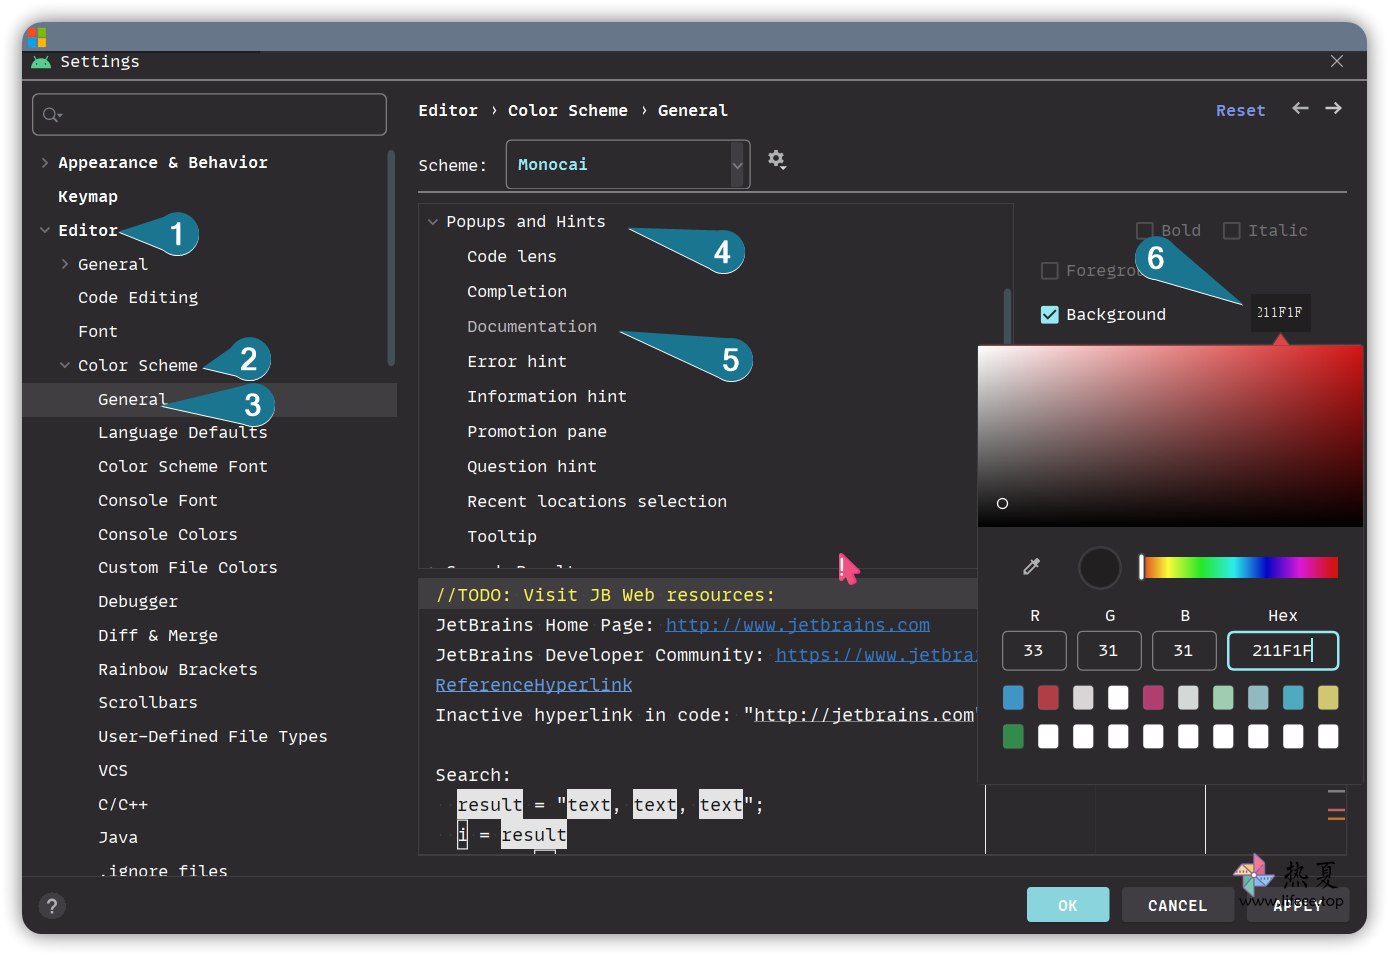 Settings
Editor › Color Scheme › General
Reset
Scheme: Monocai
Appearance & Behavior
Keymap
Editor
1
General
Code Editing
Font
Color Scheme
2
General
3
Language Defaults
Color Scheme Font
Console Font
Console Colors
Custom File Colors
Debugger
Diff & Merge
Rainbow Brackets
Scrollbars
User-Defined File Types
VCS
C/C++
Java
.ignore files
Popups and Hints
4
Code lens
Completion
Documentation
5
Error hint
Information hint
Promotion pane
Question hint
Recent locations selection
Tooltip
Bold
Italic
6
Background
211F1F
R G B Hex
33 31 31 211F1F
//TODO: Visit JB Web resources:
JetBrains Home Page: http://www.jetbrains.com
JetBrains Developer Community: https://www.jetbra
ReferenceHyperlink
Inactive hyperlink in code: "http://jetbrains.com"
Search:
result = "text, text, text";
i = result
?
OK
CANCEL
APPLY
热夏